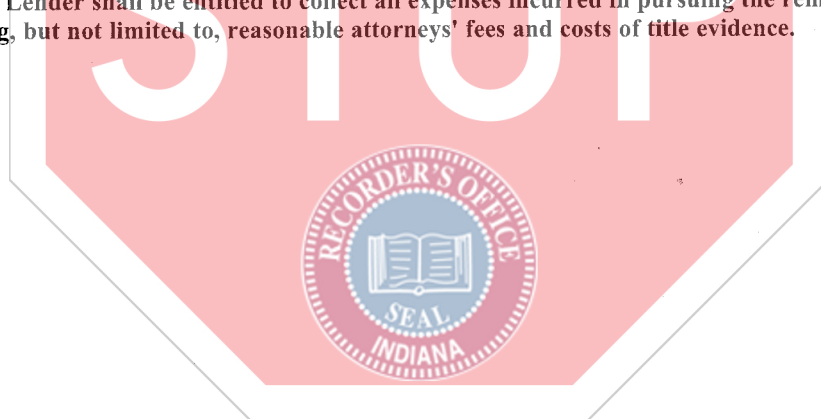 Lender shall be entitled to collect all expenses incurred in pursuing the
g, but not limited to, reasonable attorneys' fees and costs of title evidence.
STOP
RECORDER'S OFFICE
SEAL
INDIANA